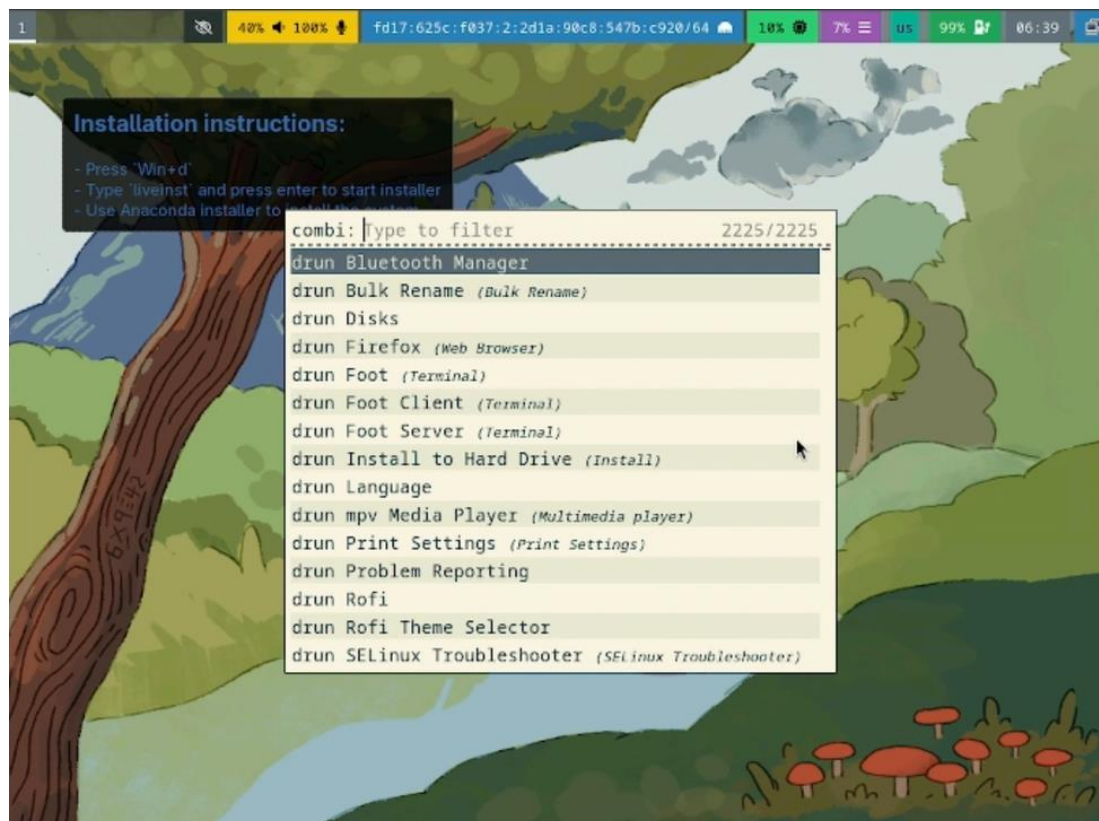 1 40% 100% fd17:625c:f037:2:2d1a:90c8:547b:c920/64 10% 7% us 99% 06:39
Installation instructions:
- Press `Win+d`
- Type `liveinst` and press enter to start installer
- Use Anaconda installer to install the system
combi: Type to filter 2225/2225
drun Bluetooth Manager
drun Bulk Rename (Bulk Rename)
drun Disks
drun Firefox (Web Browser)
drun Foot (Terminal)
drun Foot Client (Terminal)
drun Foot Server (Terminal)
drun Install to Hard Drive (Install)
drun Language
drun mpv Media Player (Multimedia player)
drun Print Settings (Print Settings)
drun Problem Reporting
drun Rofi
drun Rofi Theme Selector
drun SELinux Troubleshooter (SELinux Troubleshooter)
6x9=42